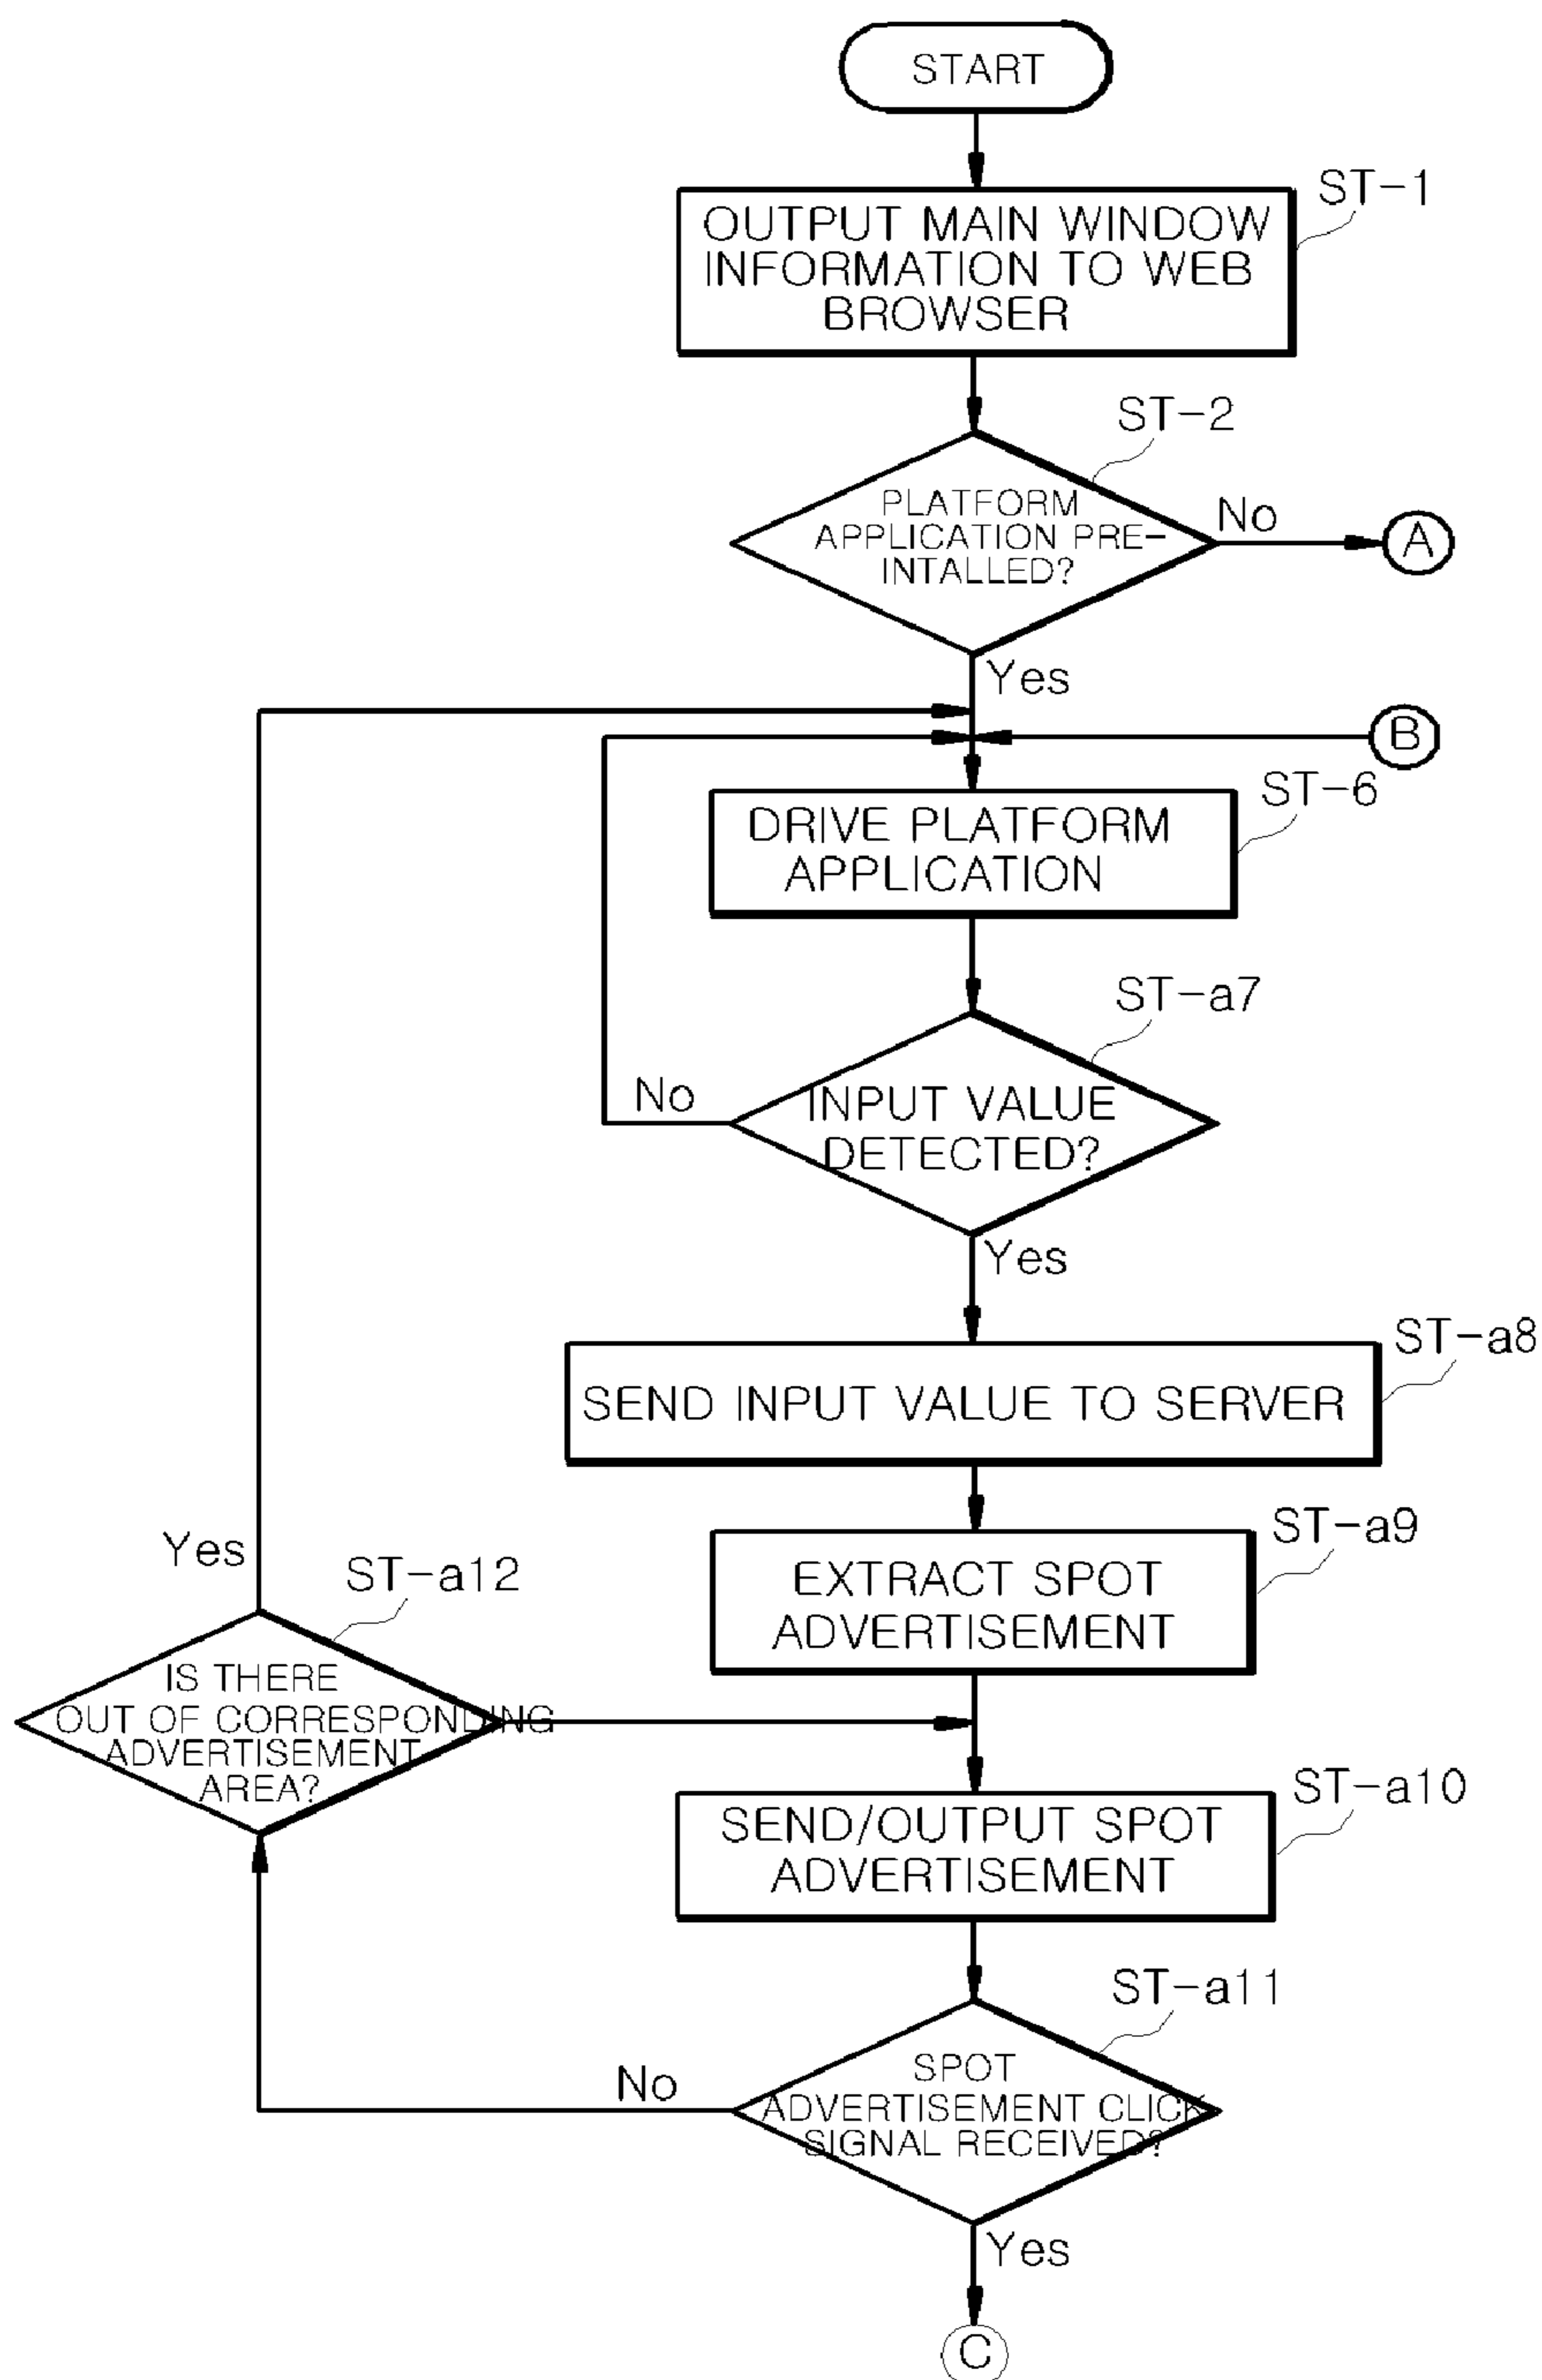 START
ST-1
OUTPUT MAIN WINDOW
INFORMATION TO WEB
BROWSER
ST-2
PLATFORM
APPLICATION PRE-
INTALLED?
No
A
Yes
B
ST-6
DRIVE PLATFORM
APPLICATION
ST-a7
No
INPUT VALUE
DETECTED?
Yes
ST-a8
SEND INPUT VALUE TO SERVER
ST-a9
EXTRACT SPOT
ADVERTISEMENT
Yes
ST-a12
IS THERE
OUT OF CORRESPONDING
ADVERTISEMENT
AREA?
ST-a10
SEND/OUTPUT SPOT
ADVERTISEMENT
ST-a11
No
SPOT
ADVERTISEMENT CLICK
SIGNAL RECEIVED?
Yes
C